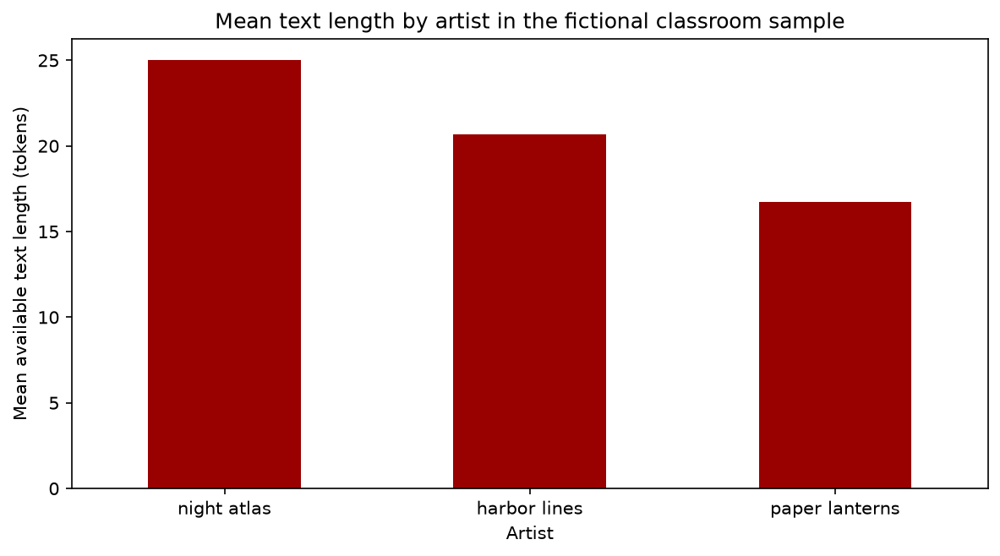 Mean text length by artist in the fictional classroom sample
Mean available text length (tokens)
25
20
15
10
5
0
night atlas
harbor lines
paper lanterns
Artist